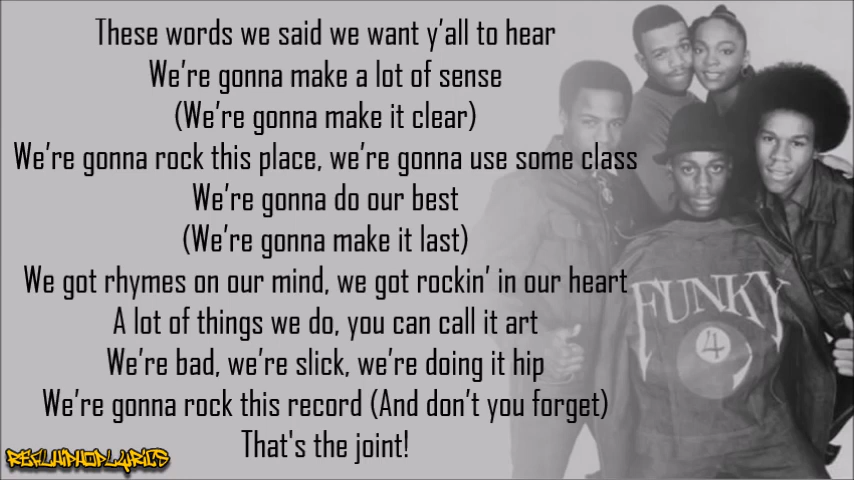 These words we said we want y’all to hear
We’re gonna make a lot of sense
(We’re gonna make it clear)
We’re gonna rock this place, we’re gonna use some class
We’re gonna do our best
(We’re gonna make it last)
We got rhymes on our mind, we got rockin’ in our heart
A lot of things we do, you can call it art
We’re bad, we’re slick, we’re doing it hip
We’re gonna rock this record (And don’t you forget)
That's the joint!
FUNKY
4
REALHIPHOPLYRICS